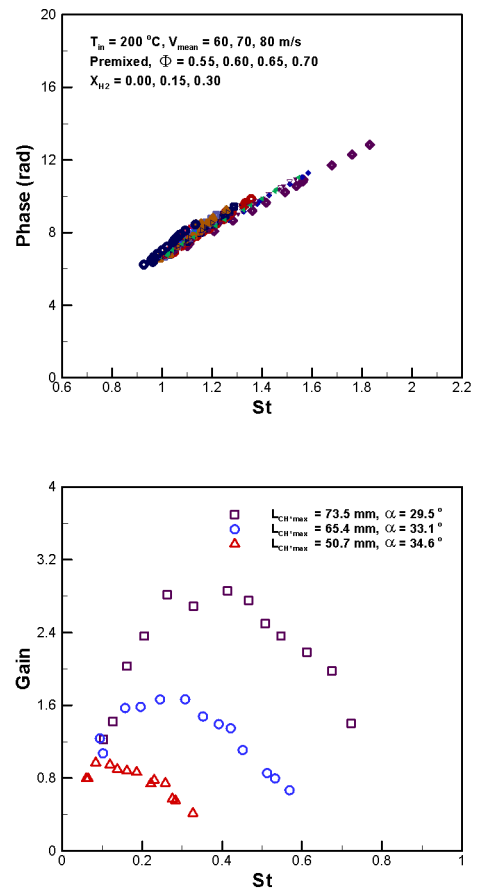 20
T_in = 200 °C, V_mean = 60, 70, 80 m/s
Premixed, Φ = 0.55, 0.60, 0.65, 0.70
X_H2 = 0.00, 0.15, 0.30
16
12
8
4
0
Phase (rad)
0.6 0.8 1 1.2 1.4 1.6 1.8 2 2.2
St
4
L_CH*max = 73.5 mm, α = 29.5°
L_CH*max = 65.4 mm, α = 33.1°
L_CH*max = 50.7 mm, α = 34.6°
3.2
2.4
1.6
0.8
0
Gain
0 0.2 0.4 0.6 0.8 1
St